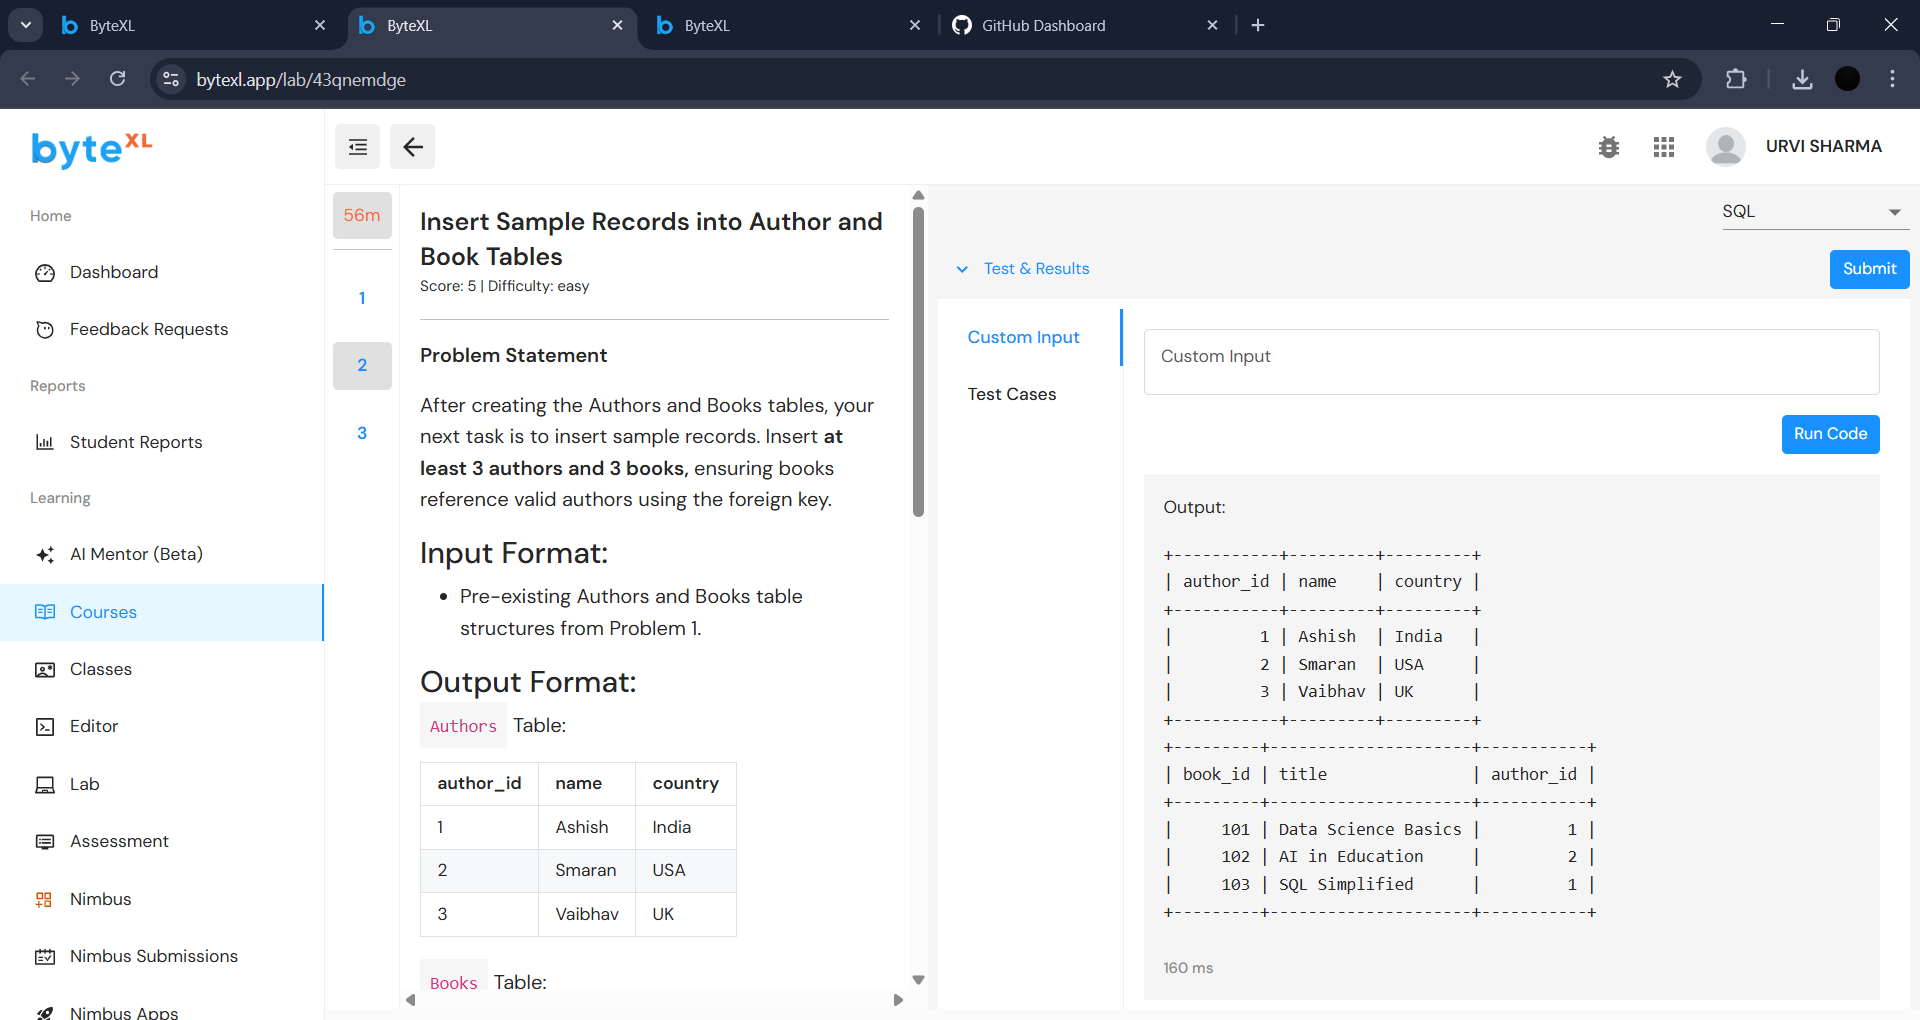 ByteXL
ByteXL
ByteXL
GitHub Dashboard
bytexl.app/lab/43qnemdge
byteXL
URVI SHARMA
Home
Dashboard
Feedback Requests
Reports
Student Reports
Learning
AI Mentor (Beta)
Courses
Classes
Editor
Lab
Assessment
Nimbus
Nimbus Submissions
Nimbus Apps
56m
1
2
3
Insert Sample Records into Author and
Book Tables
Score: 5 | Difficulty: easy
Problem Statement
After creating the Authors and Books tables, your
next task is to insert sample records. Insert at
least 3 authors and 3 books, ensuring books
reference valid authors using the foreign key.
Input Format:
• Pre-existing Authors and Books table
structures from Problem 1.
Output Format:
Authors Table:
author_id name country
1 Ashish India
2 Smaran USA
3 Vaibhav UK
Books Table:
SQL
Test & Results
Submit
Custom Input
Test Cases
Custom Input
Run Code
Output:
+-----------+---------+---------+
| author_id | name    | country |
+-----------+---------+---------+
|         1 | Ashish  | India   |
|         2 | Smaran  | USA     |
|         3 | Vaibhav | UK      |
+-----------+---------+---------+
+---------+---------------------+-----------+
| book_id | title               | author_id |
+---------+---------------------+-----------+
|     101 | Data Science Basics |         1 |
|     102 | AI in Education     |         2 |
|     103 | SQL Simplified      |         1 |
+---------+---------------------+-----------+
160 ms